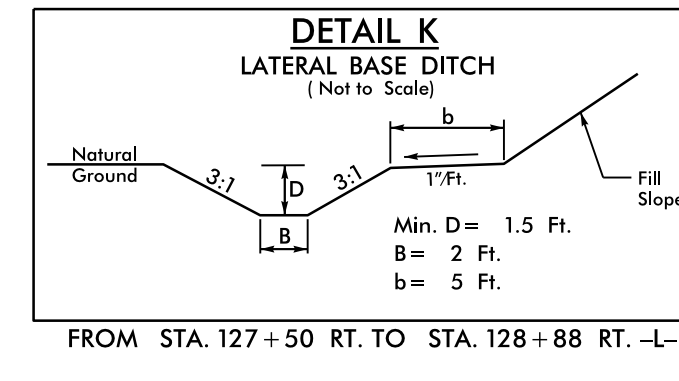 DETAIL K
LATERAL BASE DITCH
( Not to Scale)
b
Natural
Ground
3:1
D
3:1
1"/Ft.
Fill
Slope
B
Min. D = 1.5 Ft.
B = 2 Ft.
b = 5 Ft.
FROM STA. 127 + 50 RT. TO STA. 128 + 88 RT. -L-